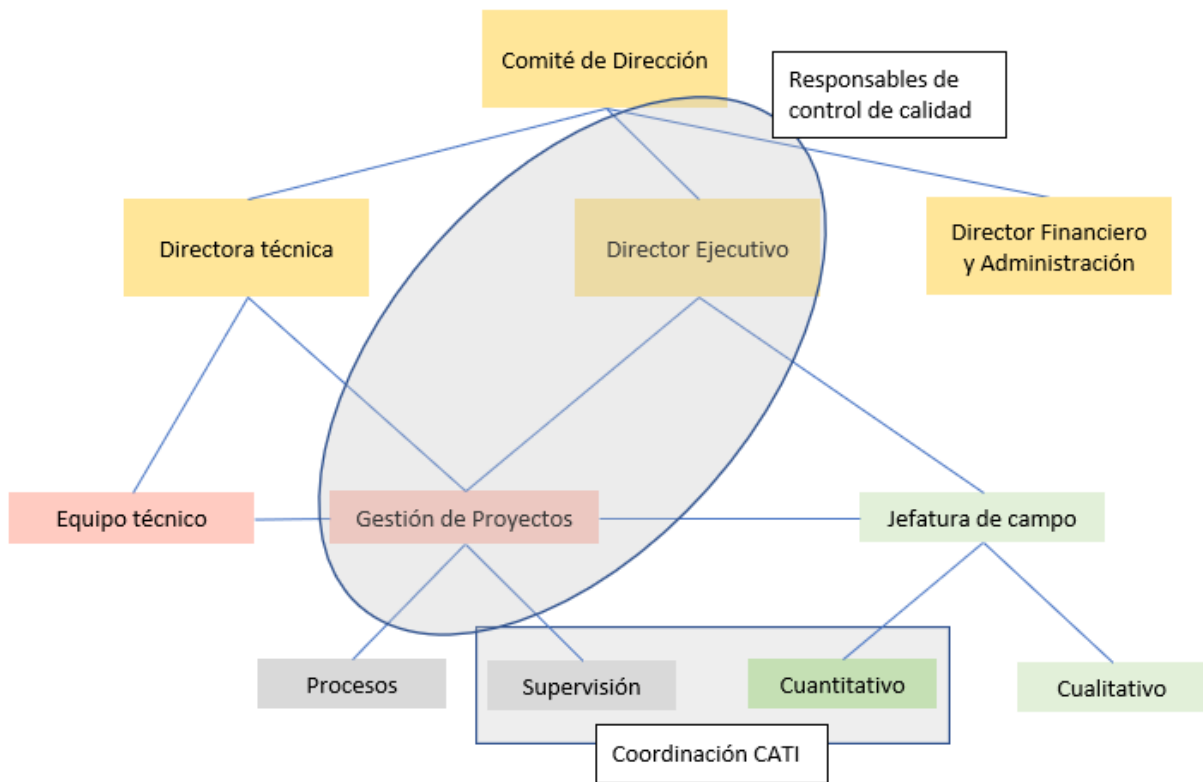 Comité de Dirección
Responsables de
control de calidad
Directora técnica
Director Ejecutivo
Director Financiero
y Administración
Equipo técnico
Gestión de Proyectos
Jefatura de campo
Procesos
Supervisión
Cuantitativo
Cualitativo
Coordinación CATI